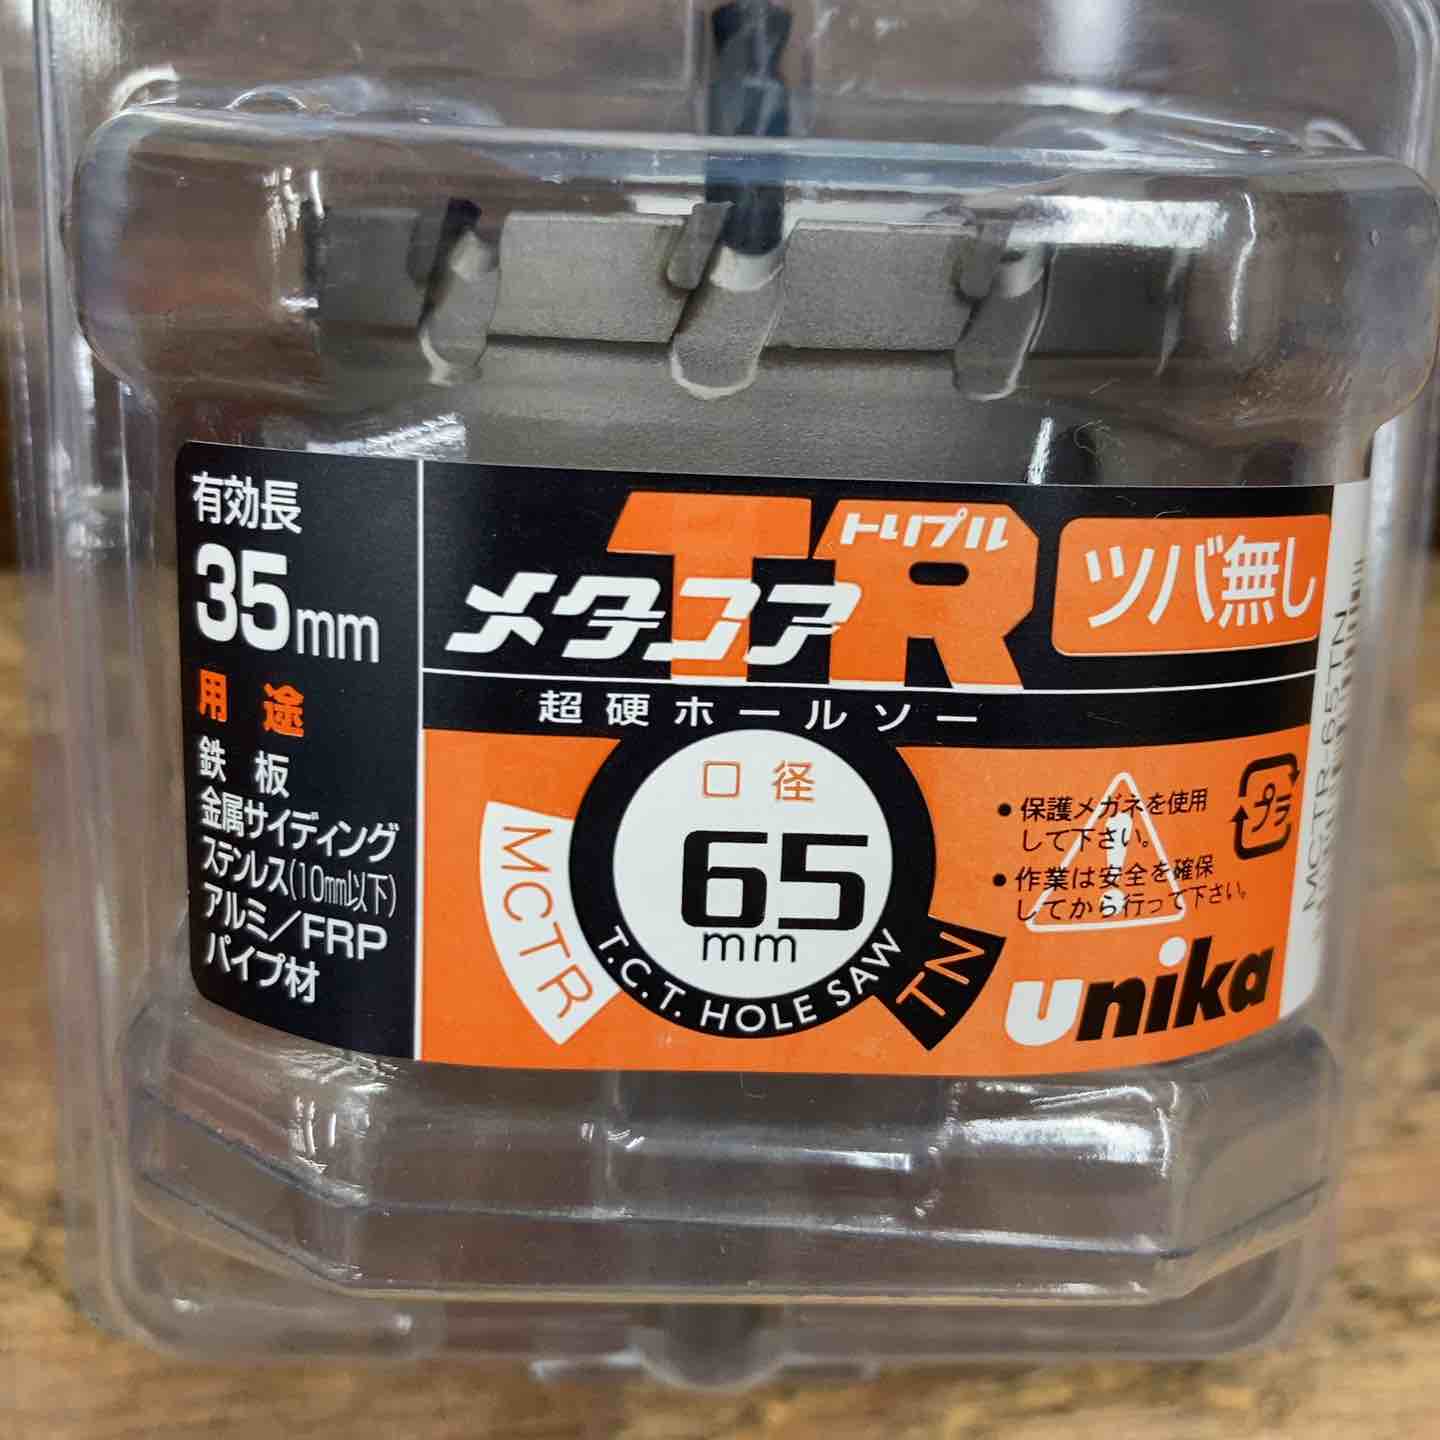 有効長
35mm
用途
鉄板
金属サイディング
ステンレス(10mm以下)
アルミ/FRP
パイプ材
トリプル
メタコアTR
ツバ無し
超硬ホールソー
口径
65
mm
MCTR
T.C.T. HOLE SAW
TN
●保護メガネを使用
して下さい。
●作業は安全を確保
してから行って下さい。
プラ
unika
MCTR-65TN